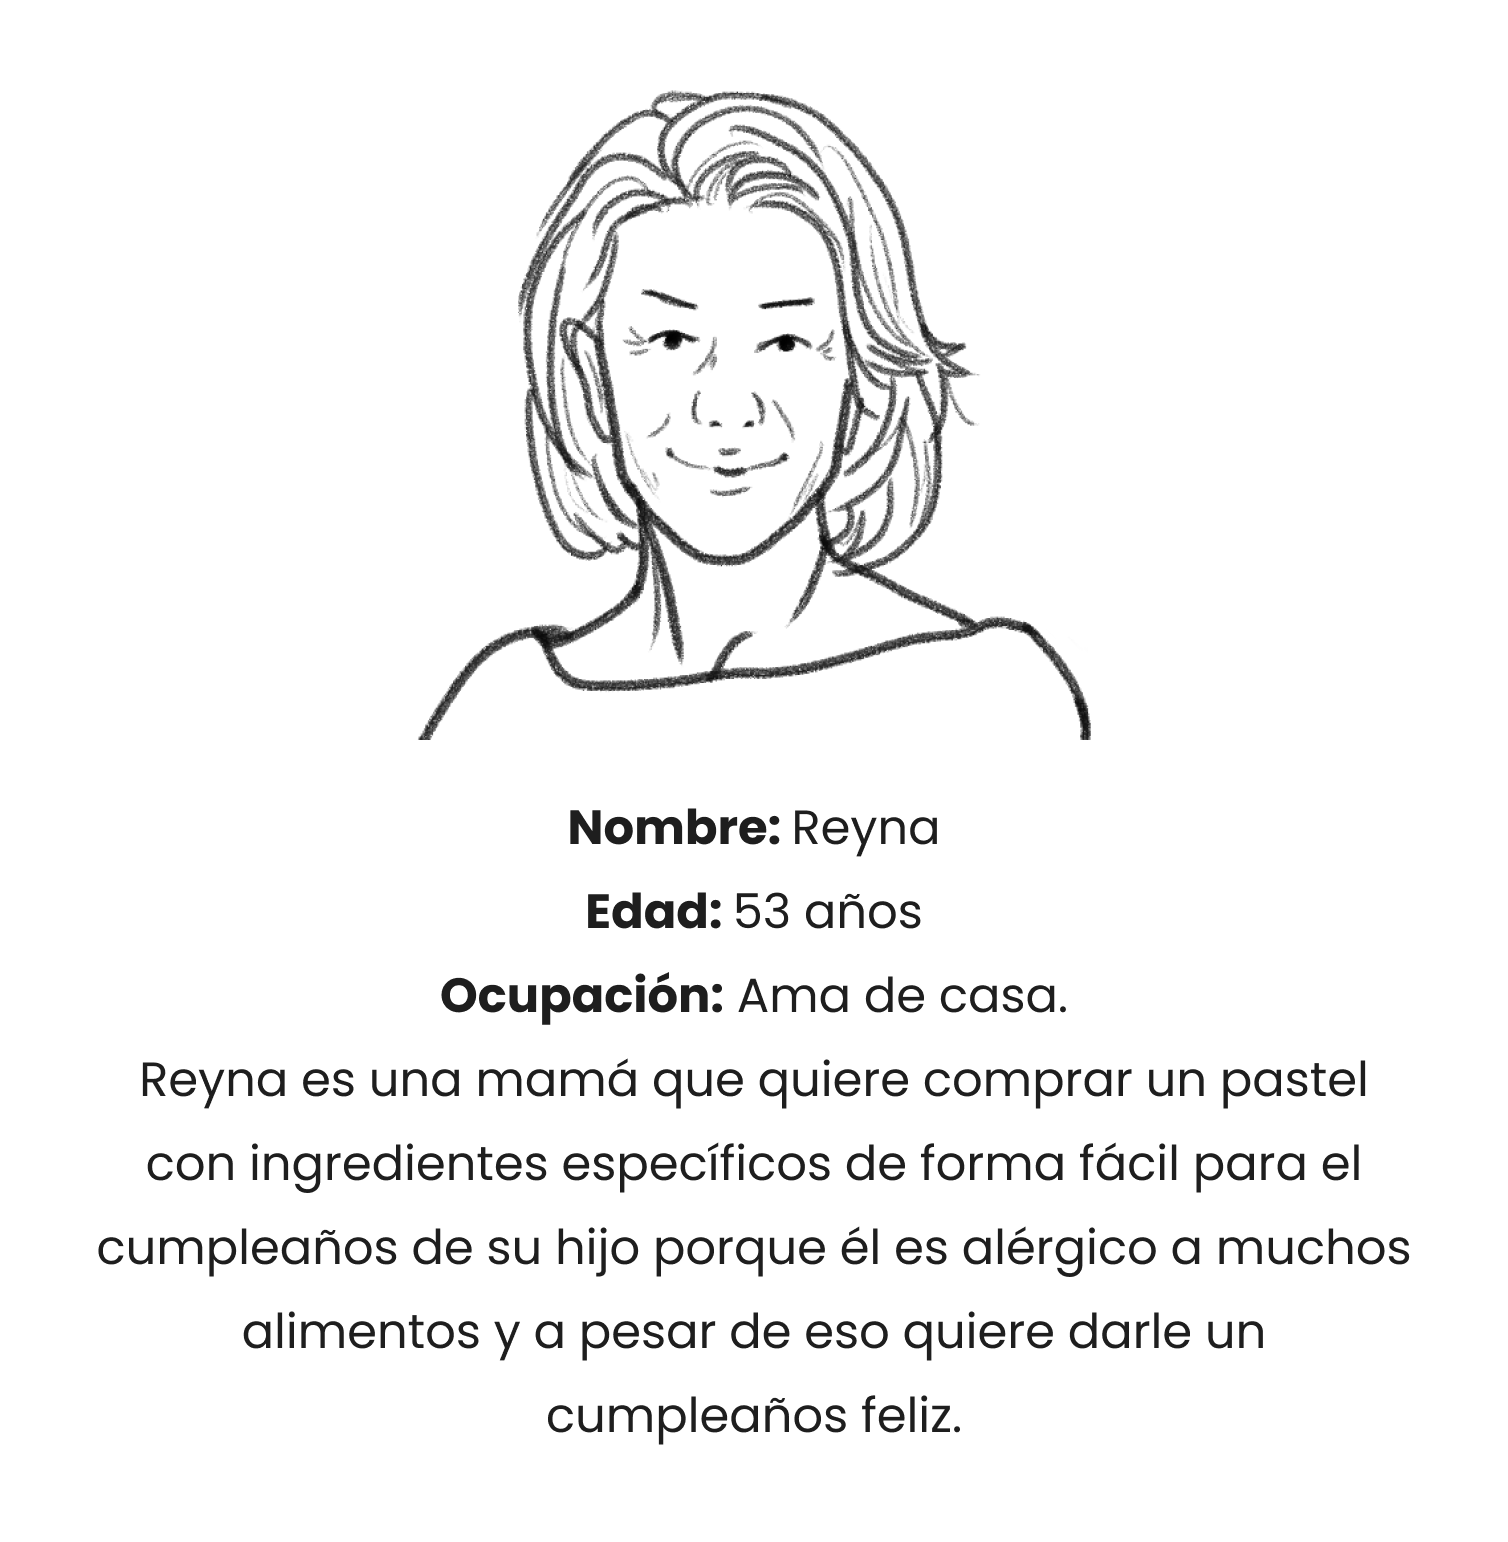 Nombre: Reyna
Edad: 53 años
Ocupación: Ama de casa.
Reyna es una mamá que quiere comprar un pastel
con ingredientes específicos de forma fácil para el
cumpleaños de su hijo porque él es alérgico a muchos
alimentos y a pesar de eso quiere darle un
cumpleaños feliz.